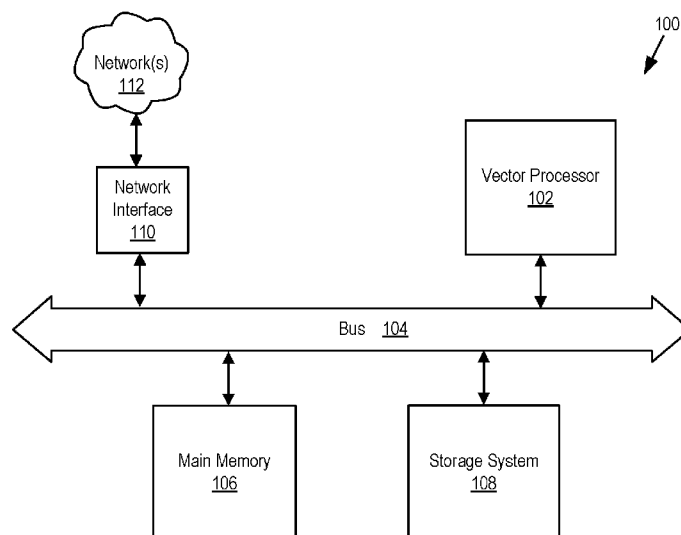 100
Network(s)
112
Network
Interface
110
Vector Processor
102
Bus 104
Main Memory
106
Storage System
108